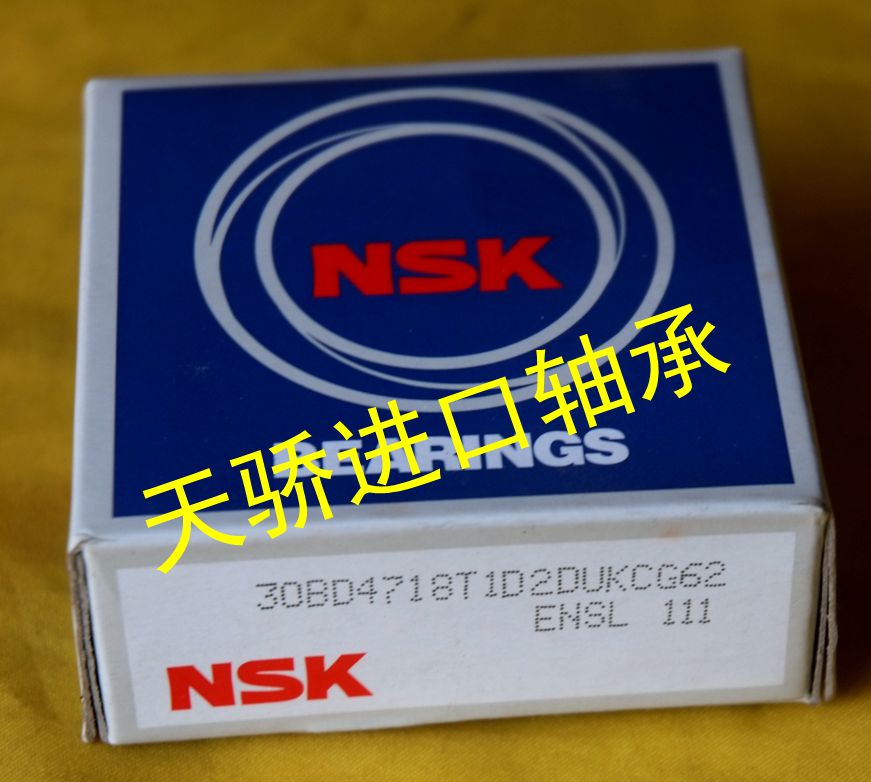 NSK
BEARINGS
天骄进口轴承
30BD4718T1D2DUKCG62
ENSL 111
NSK